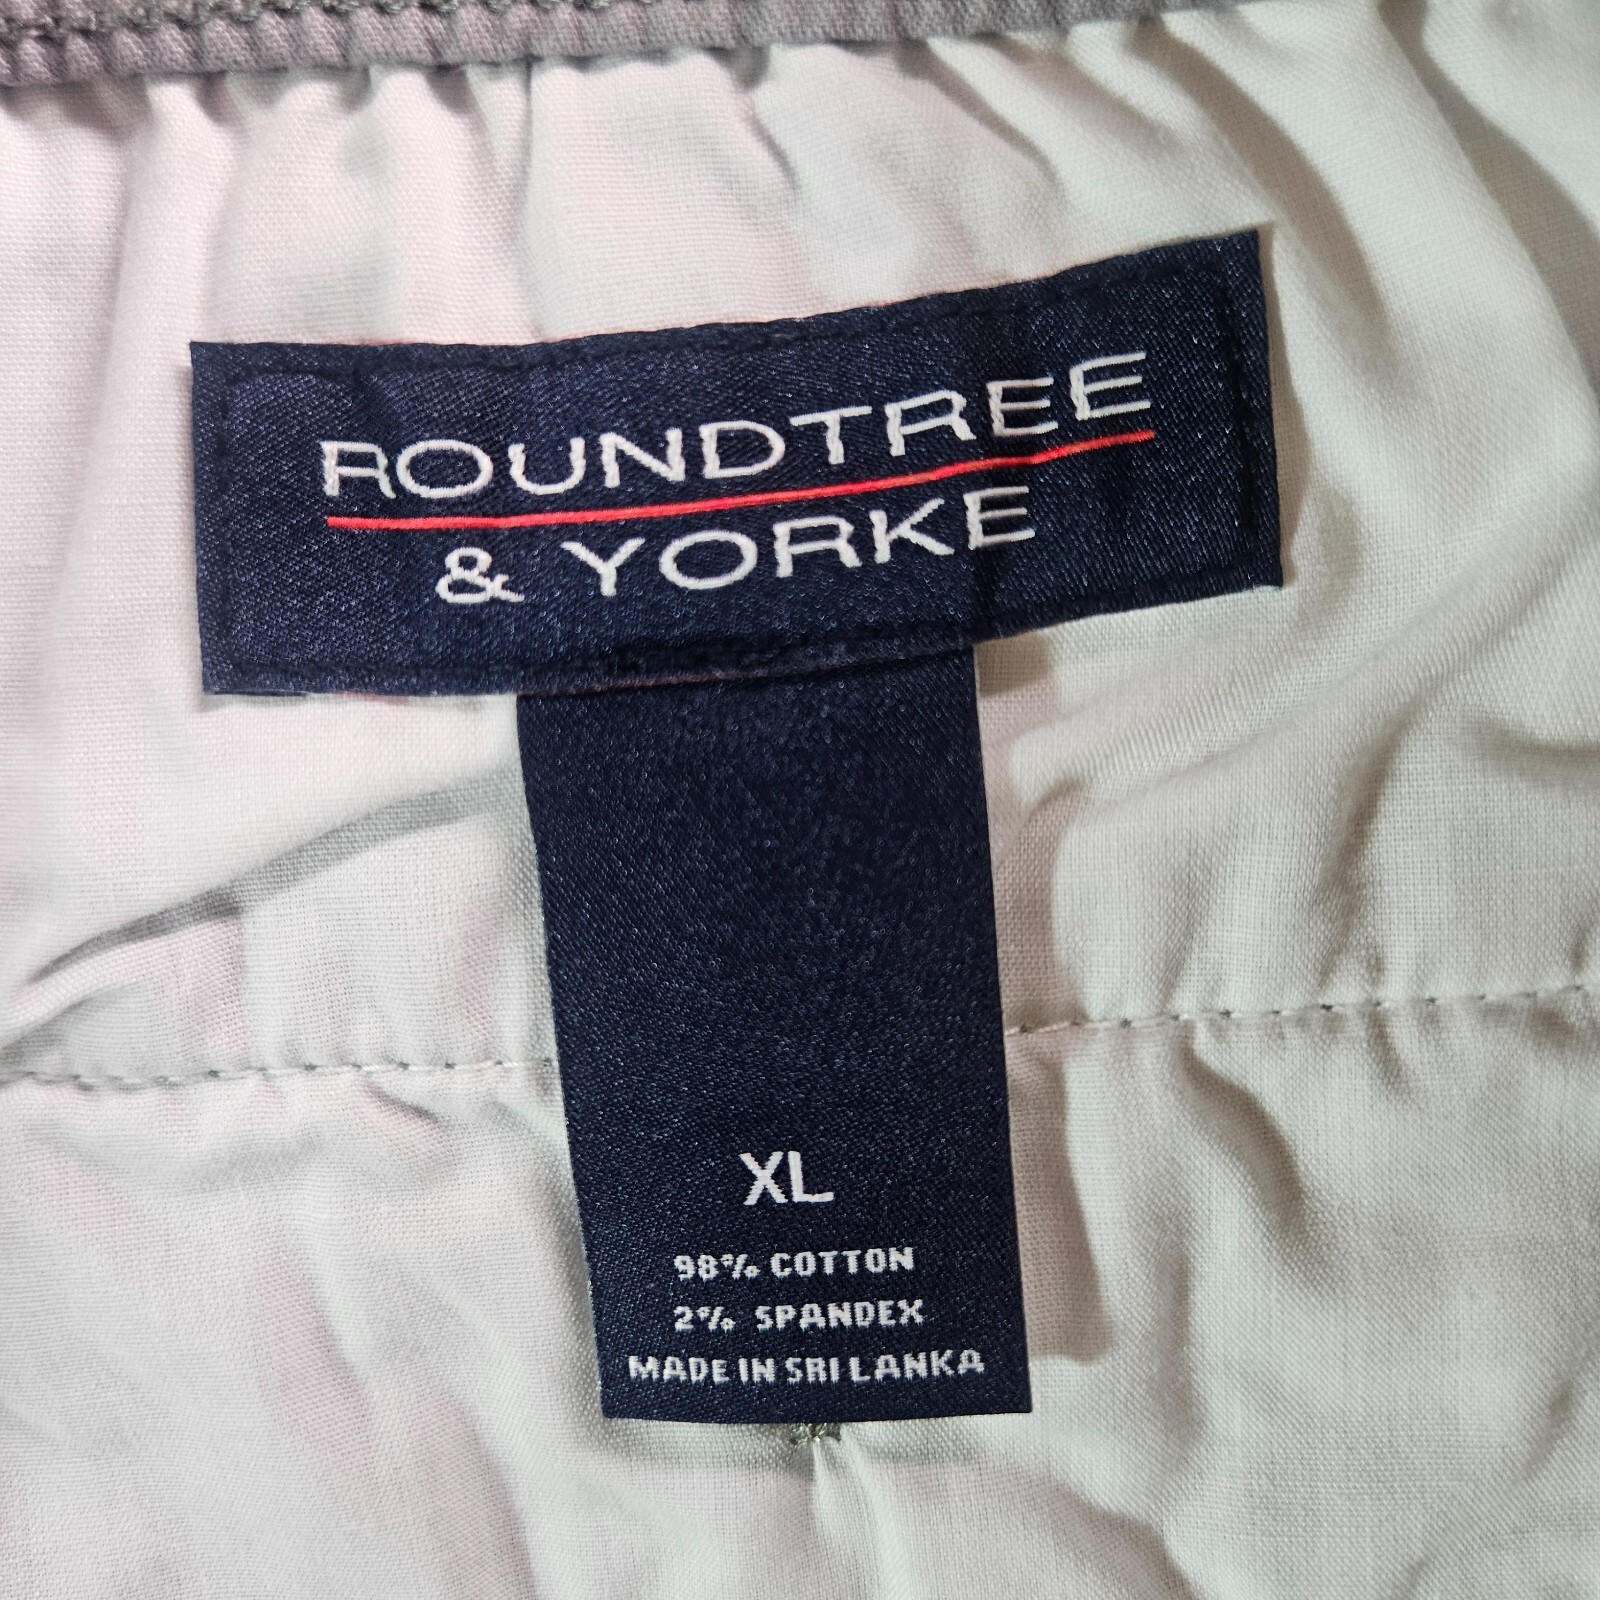 ROUNDTREE
& YORKE
XL
98% COTTON
2% SPANDEX
MADE IN SRI LANKA